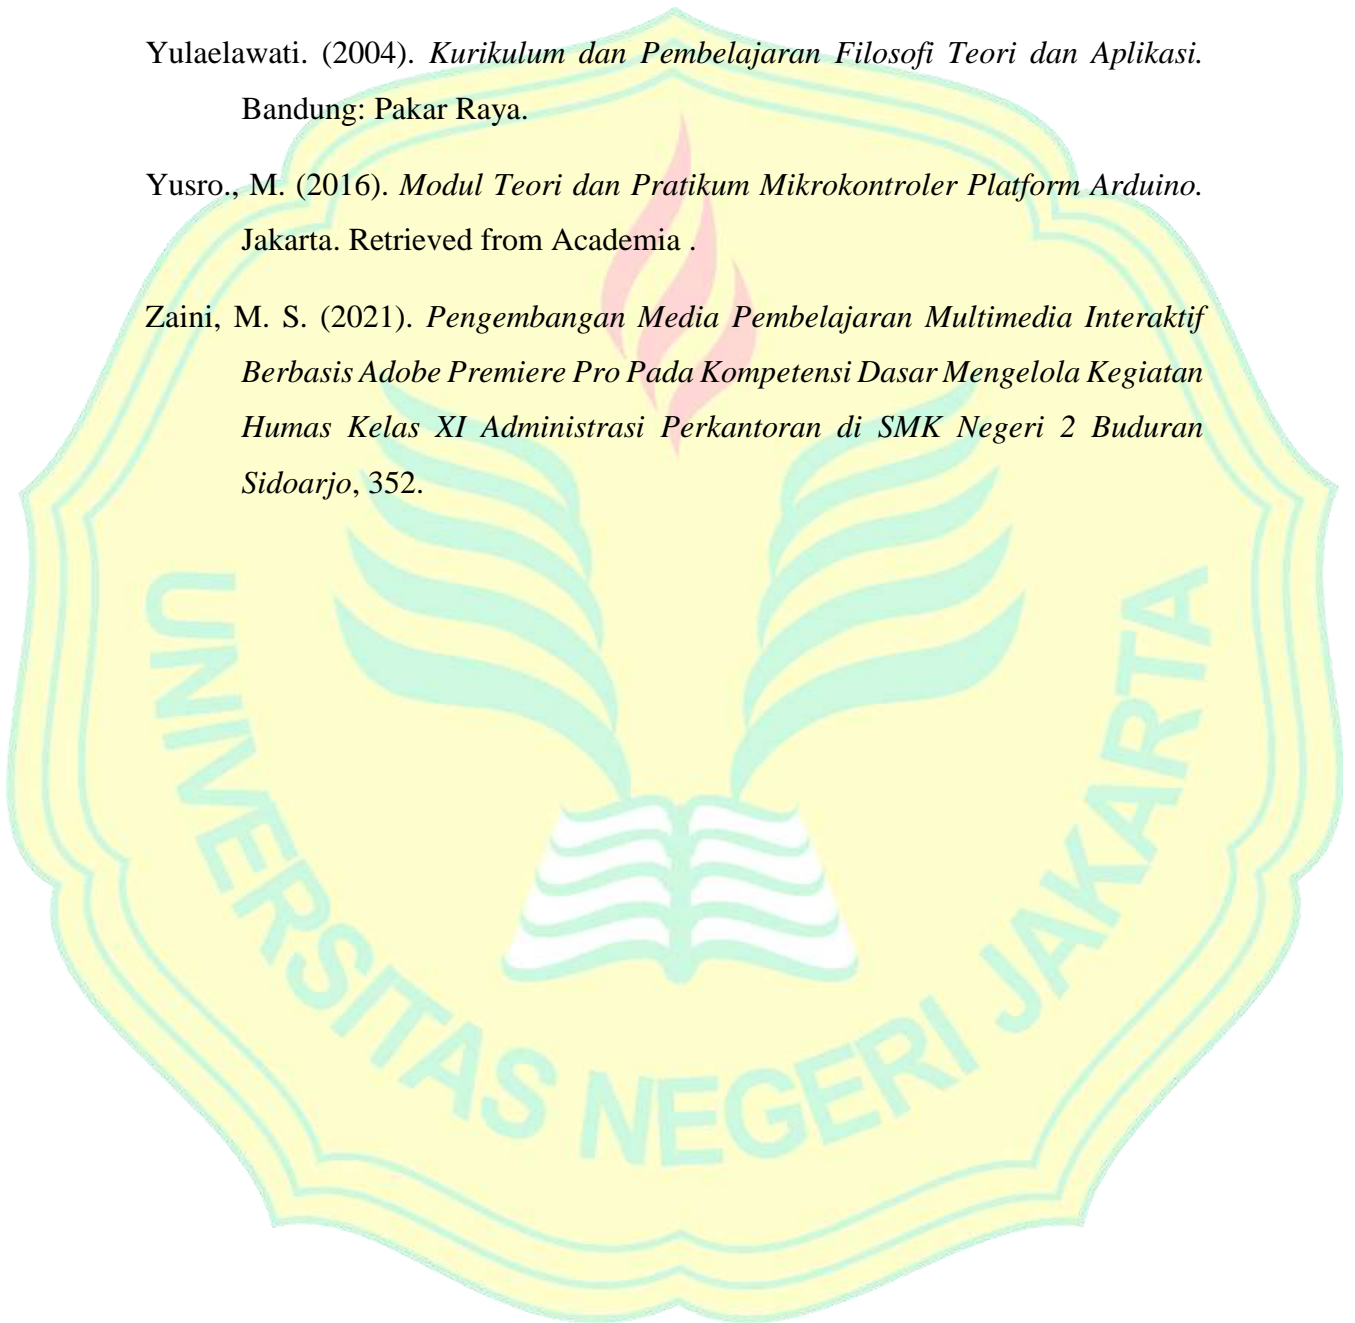 Yulaelawati. (2004). Kurikulum dan Pembelajaran Filosofi Teori dan Aplikasi.
Bandung: Pakar Raya.
Yusro., M. (2016). Modul Teori dan Pratikum Mikrokontroler Platform Arduino.
Jakarta. Retrieved from Academia .
Zaini, M. S. (2021). Pengembangan Media Pembelajaran Multimedia Interaktif
Berbasis Adobe Premiere Pro Pada Kompetensi Dasar Mengelola Kegiatan
Humas Kelas XI Administrasi Perkantoran di SMK Negeri 2 Buduran
Sidoarjo, 352.
UNIVERSITAS NEGERI JAKARTA